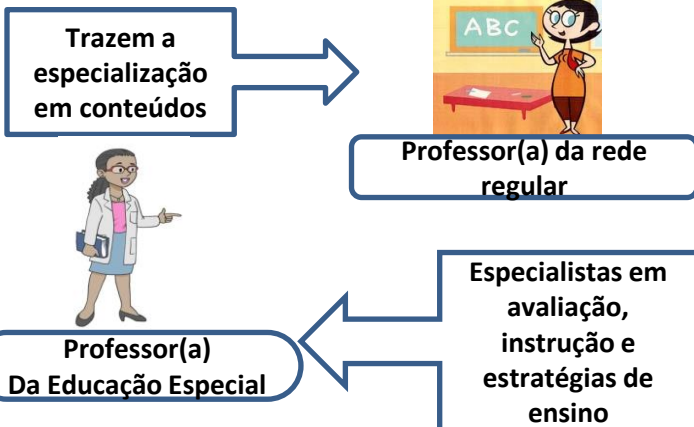 Trazem a
especialização
em conteúdos
ABC
Professor(a) da rede
regular
Professor(a)
Da Educação Especial
Especialistas em
avaliação,
instrução e
estratégias de
ensino